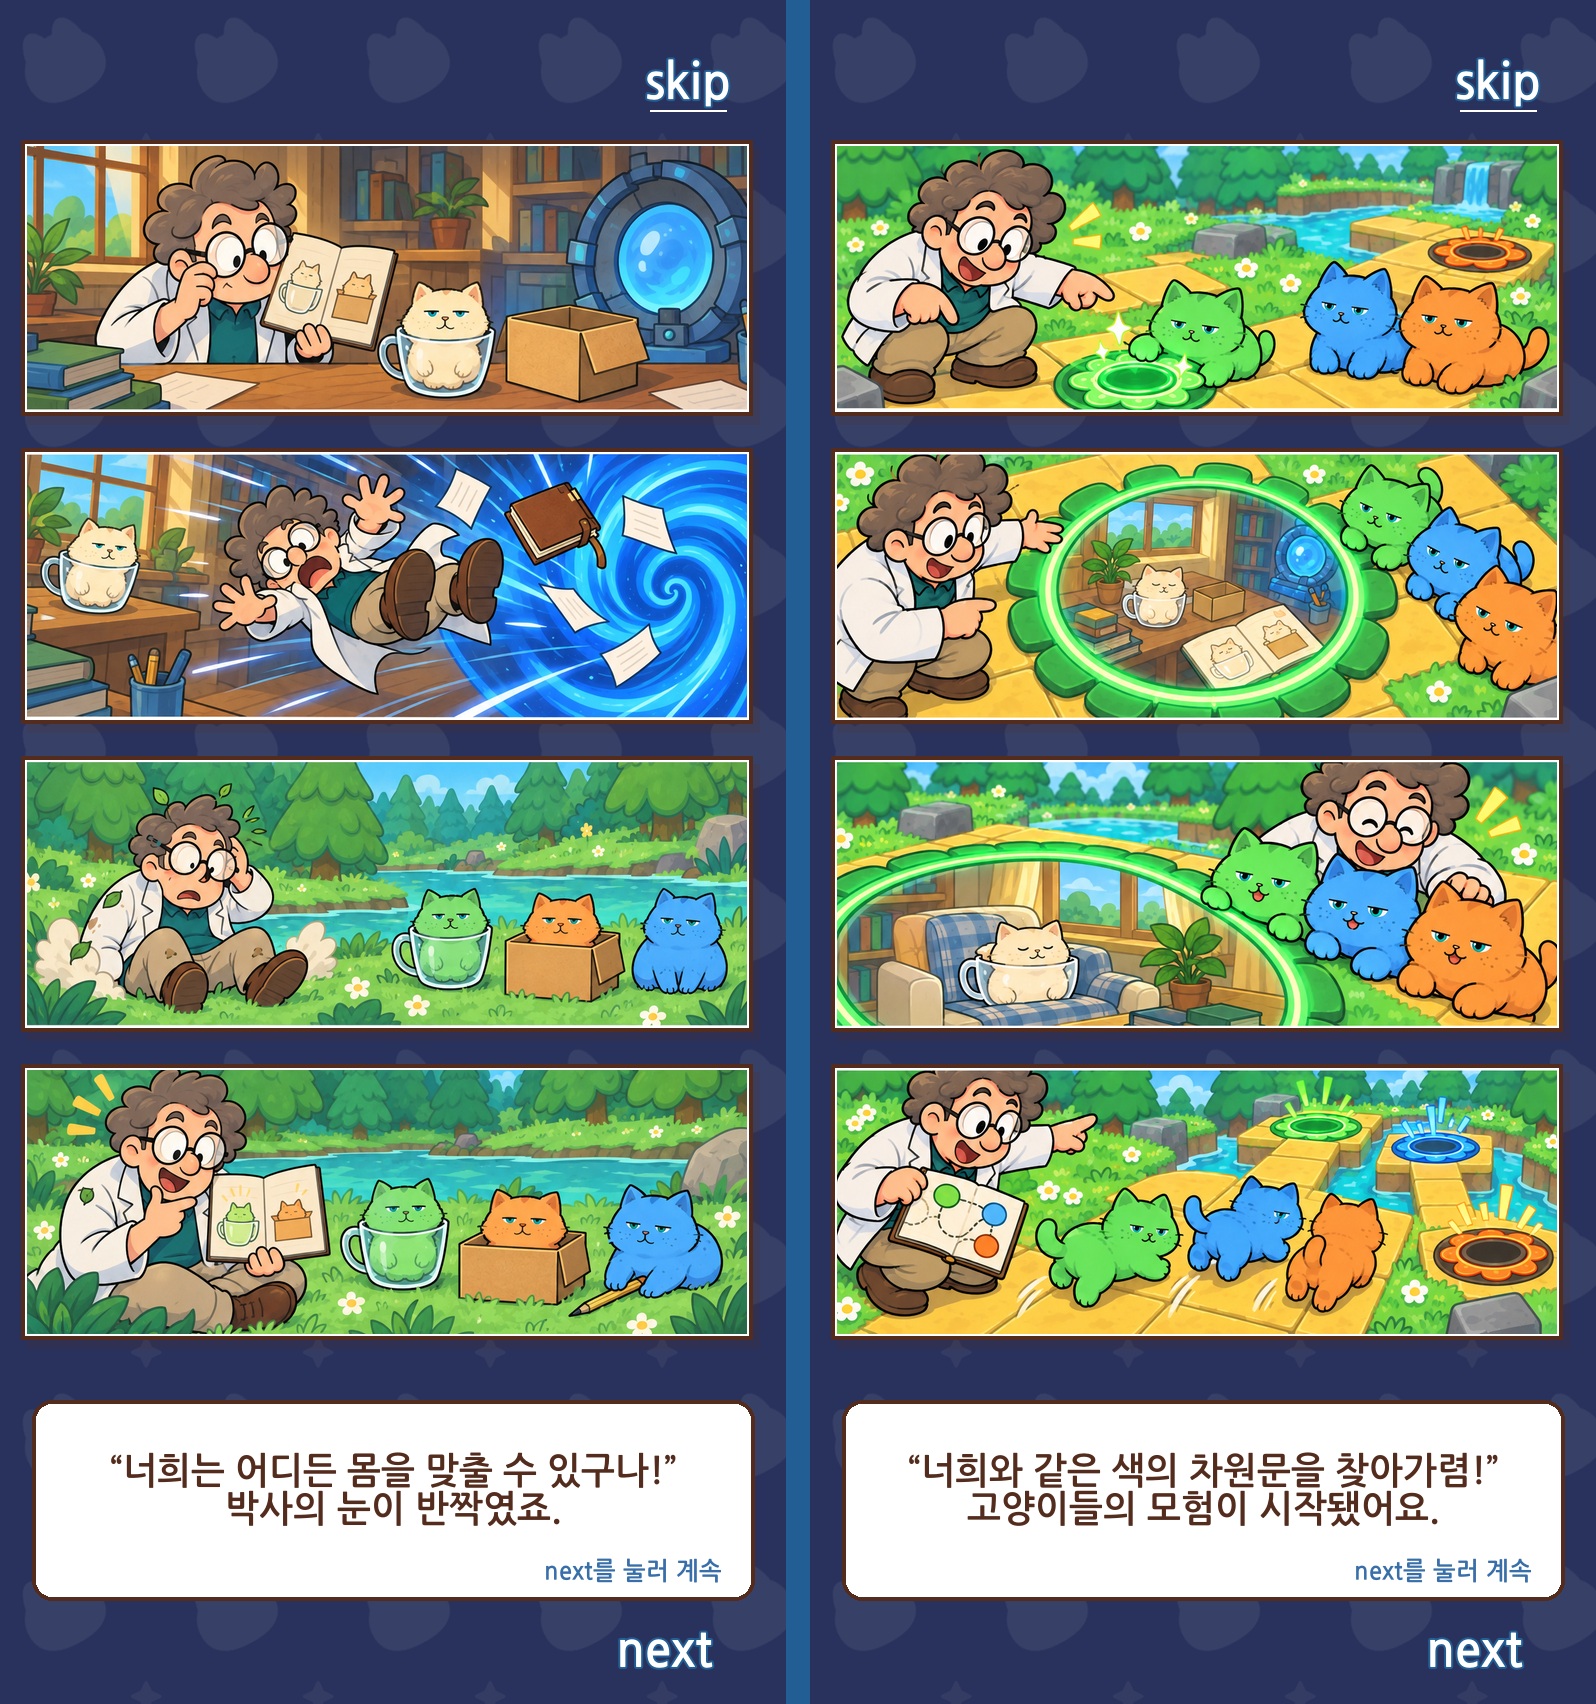 skip
“너희는 어디든 몸을 맞출 수 있구나!”
박사의 눈이 반짝였죠.
next를 눌러 계속
next
skip
“너희와 같은 색의 차원문을 찾아가렴!”
고양이들의 모험이 시작됐어요.
next를 눌러 계속
next